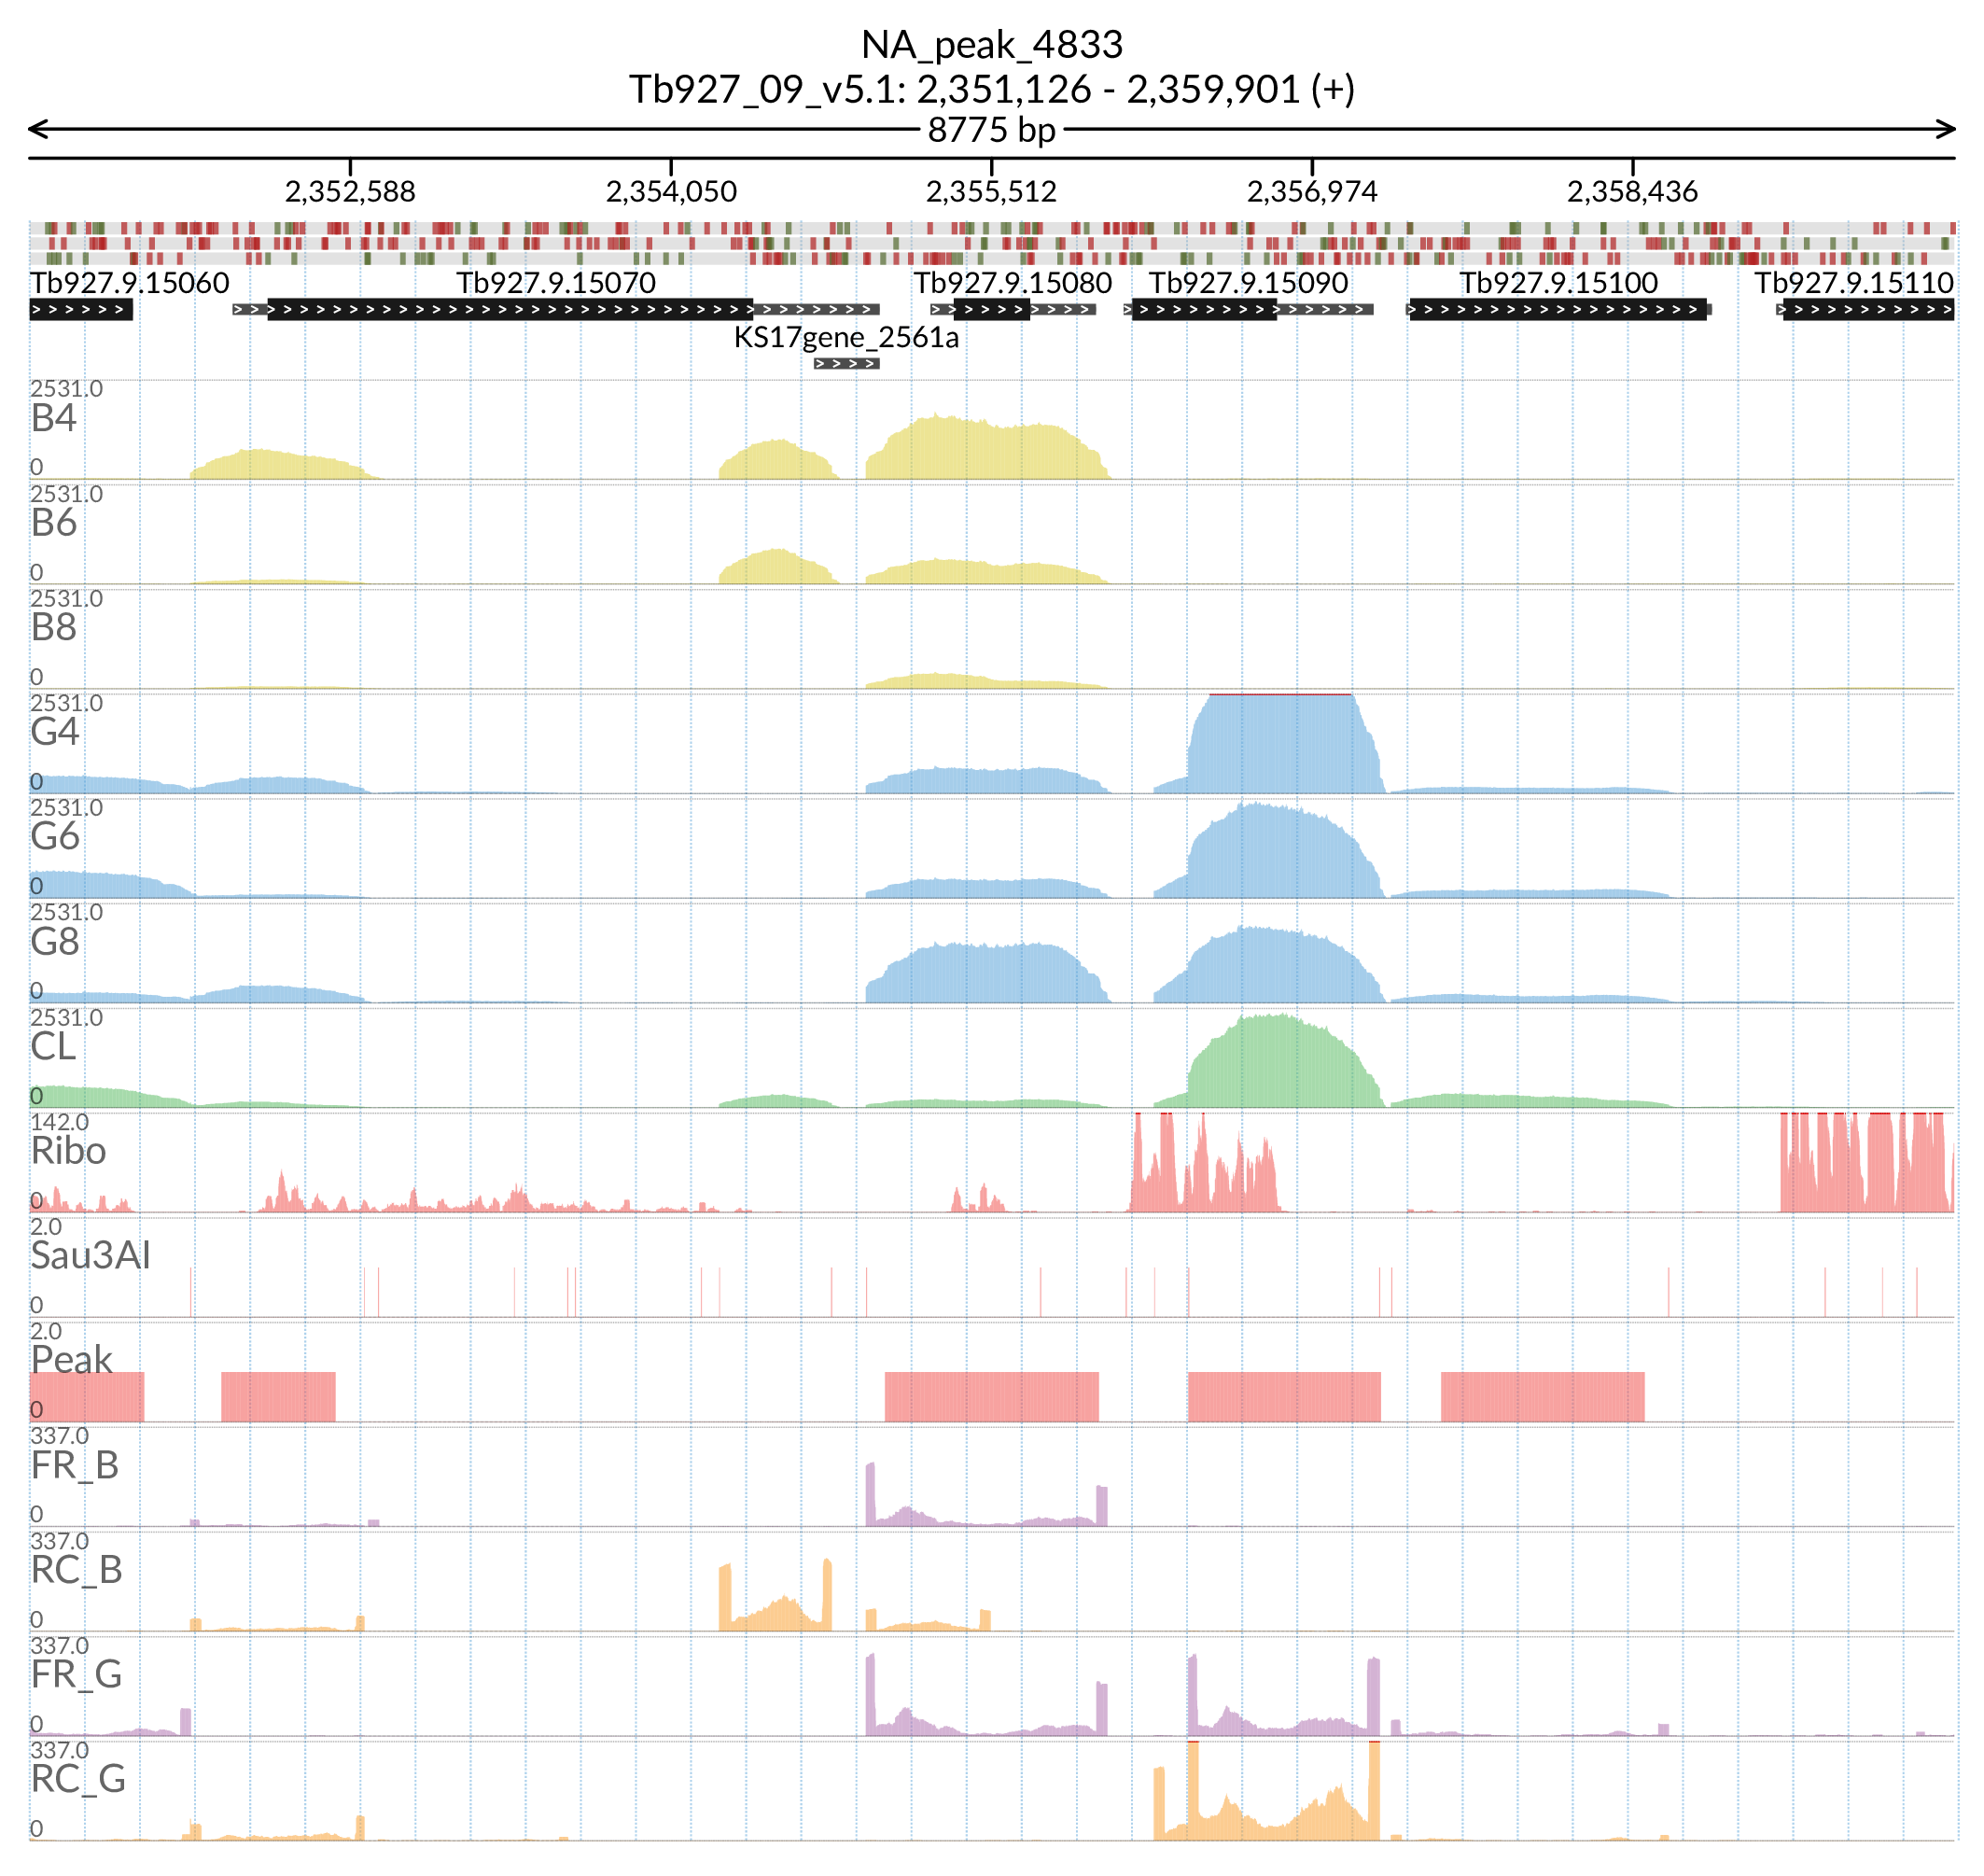 NA_peak_4833
Tb927_09_v5.1: 2,351,126 - 2,359,901 (+)
8775 bp
2,352,588 2,354,050 2,355,512 2,356,974 2,358,436
Tb927.9.15060 Tb927.9.15070 Tb927.9.15080 Tb927.9.15090 Tb927.9.15100 Tb927.9.15110
KS17gene_2561a
2531.0
B4
0
2531.0
B6
0
2531.0
B8
0
2531.0
G4
0
2531.0
G6
0
2531.0
G8
0
2531.0
CL
0
142.0
Ribo
0
2.0
Sau3AI
0
2.0
Peak
0
337.0
FR_B
0
337.0
RC_B
0
337.0
FR_G
0
337.0
RC_G
0